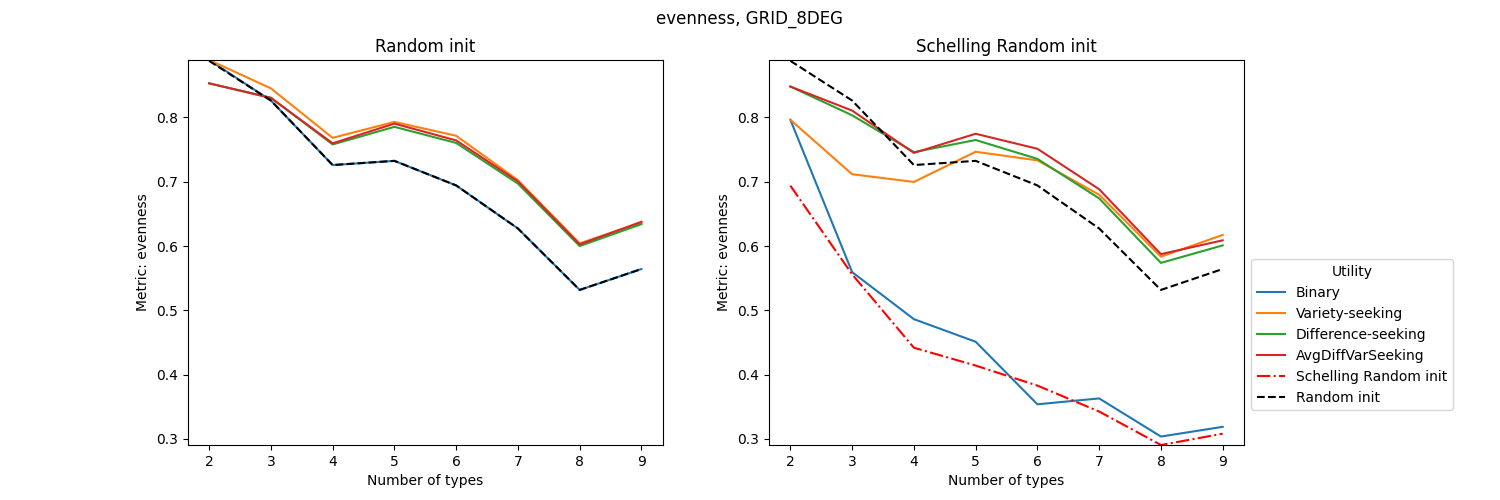 evenness, GRID_8DEG
Random init
Metric: evenness
0.8
0.7
0.6
0.5
0.4
0.3
2 3 4 5 6 7 8 9
Number of types
Schelling Random init
Metric: evenness
0.8
0.7
0.6
0.5
0.4
0.3
2 3 4 5 6 7 8 9
Number of types
Utility
Binary
Variety-seeking
Difference-seeking
AvgDiffVarSeeking
Schelling Random init
Random init